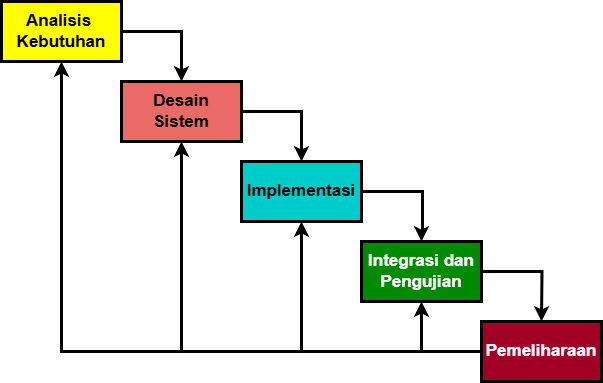 Analisis
Kebutuhan
Desain
Sistem
Implementasi
Integrasi dan
Pengujian
Pemeliharaan